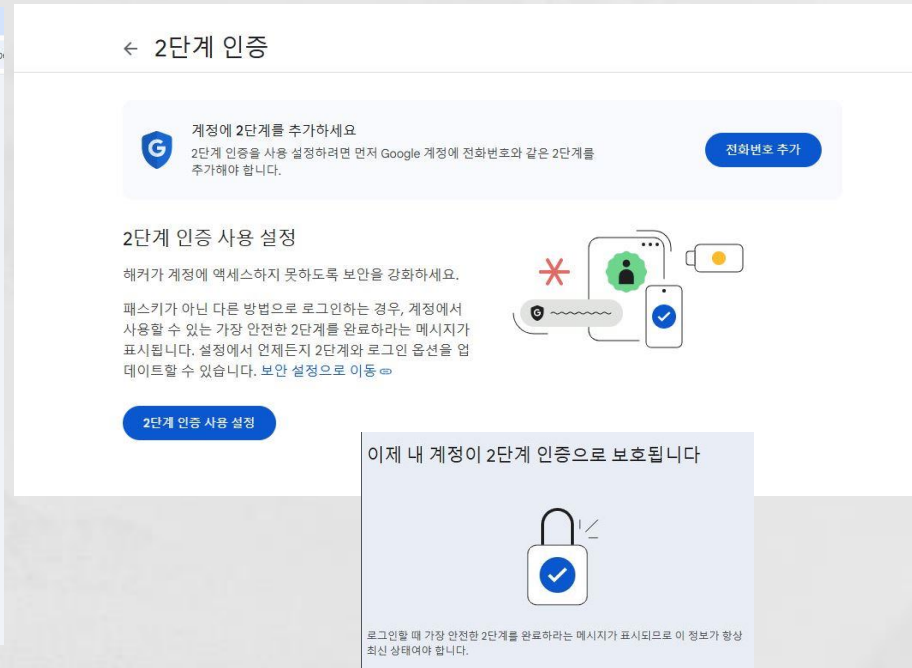 ← 2단계 인증
계정에 2단계를 추가하세요
2단계 인증을 사용 설정하려면 먼저 Google 계정에 전화번호와 같은 2단계를
추가해야 합니다.
전화번호 추가
2단계 인증 사용 설정
해커가 계정에 액세스하지 못하도록 보안을 강화하세요.
패스키가 아닌 다른 방법으로 로그인하는 경우, 계정에서
사용할 수 있는 가장 안전한 2단계를 완료하라는 메시지가
표시됩니다. 설정에서 언제든지 2단계와 로그인 옵션을 업
데이트할 수 있습니다. 보안 설정으로 이동
2단계 인증 사용 설정
이제 내 계정이 2단계 인증으로 보호됩니다
로그인할 때 가장 안전한 2단계를 완료하라는 메시지가 표시되므로 이 정보가 항상
최신 상태여야 합니다.